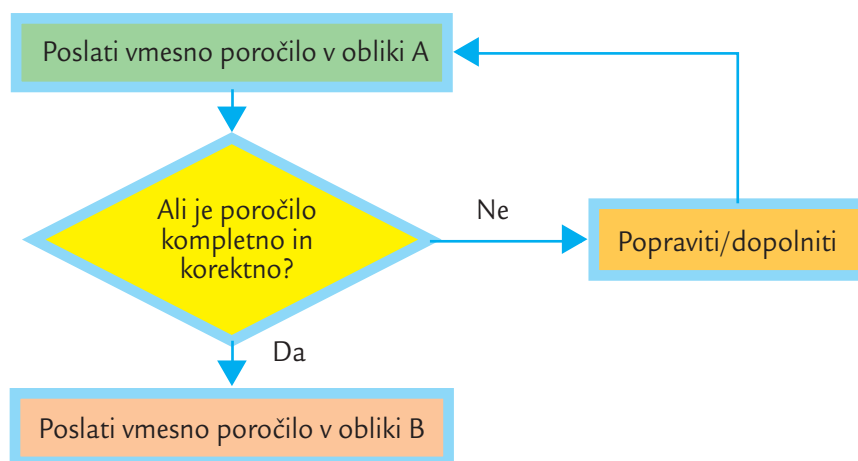 Poslati vmesno poročilo v obliki A
Ali je poročilo
kompletno in
korektno?
Ne
Popraviti/dopolniti
Da
Poslati vmesno poročilo v obliki B